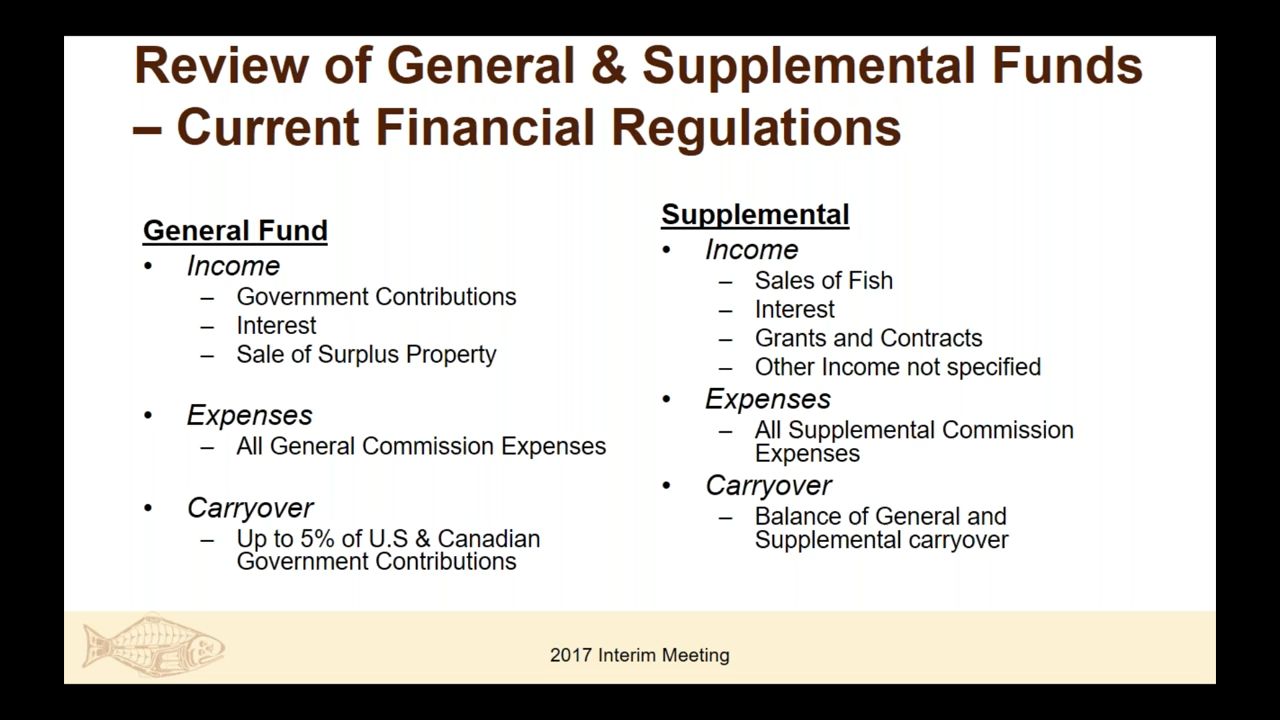 Review of General & Supplemental Funds
– Current Financial Regulations
General Fund
• Income
– Government Contributions
– Interest
– Sale of Surplus Property
• Expenses
– All General Commission Expenses
• Carryover
– Up to 5% of U.S & Canadian
Government Contributions
Supplemental
• Income
– Sales of Fish
– Interest
– Grants and Contracts
– Other Income not specified
• Expenses
– All Supplemental Commission
Expenses
• Carryover
– Balance of General and
Supplemental carryover
2017 Interim Meeting